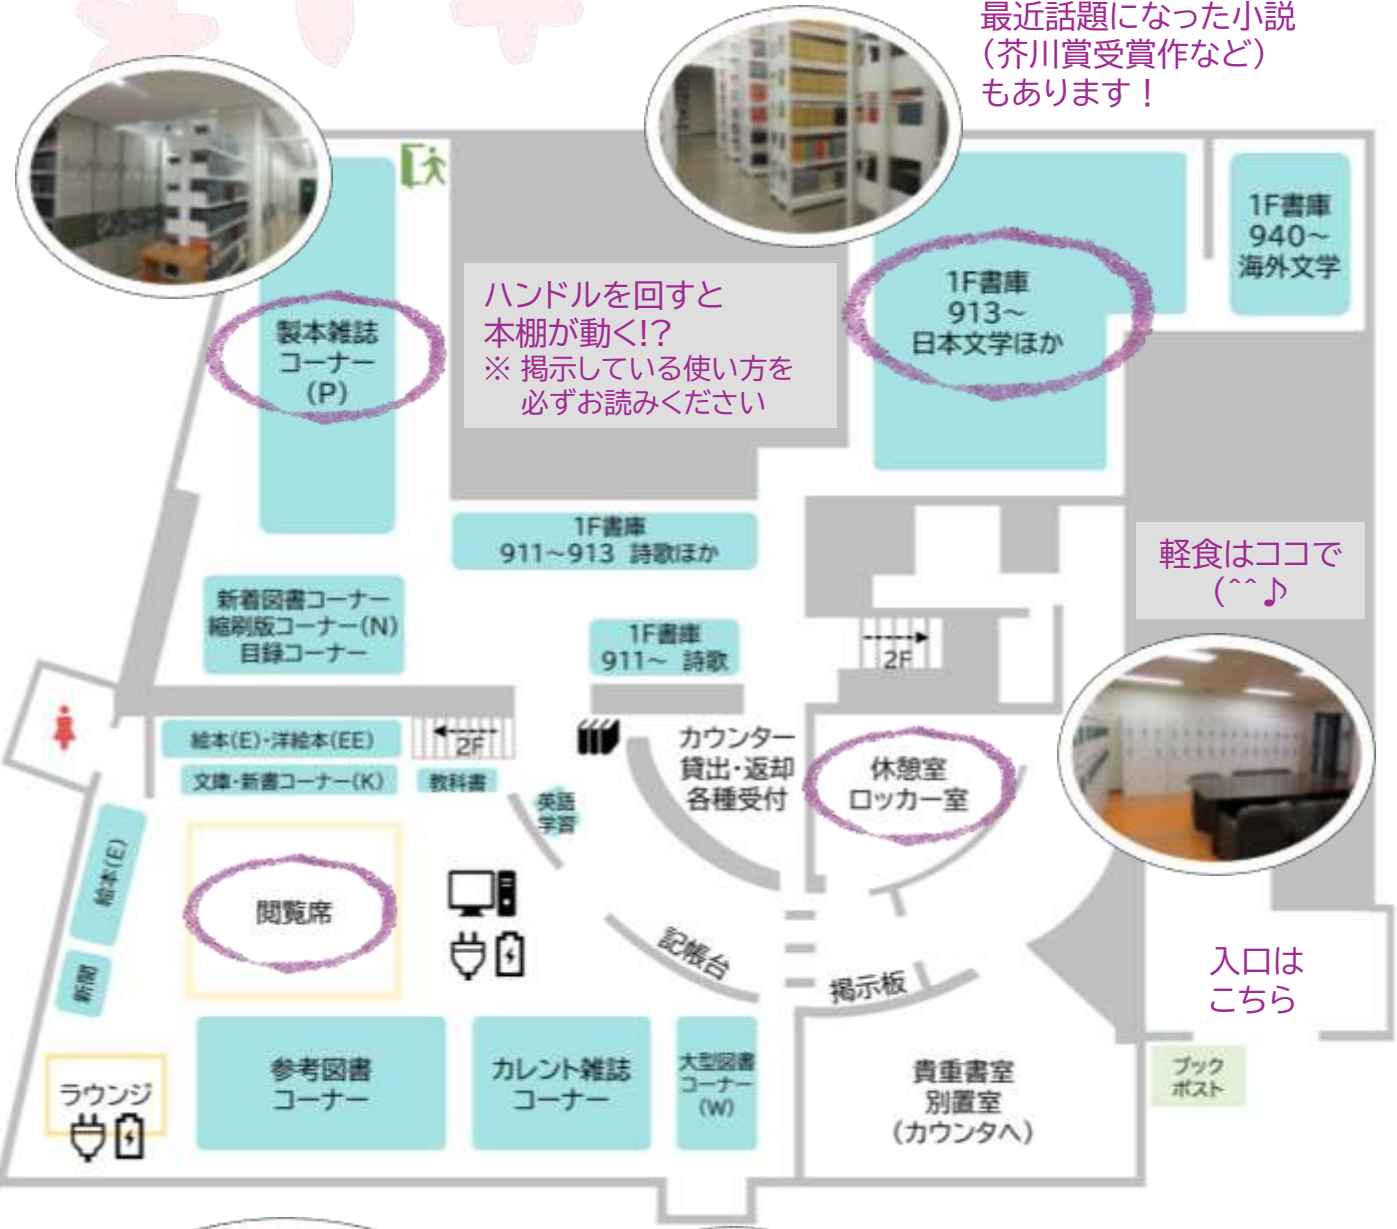 最近話題になった小説
（芥川賞受賞作など）
もあります！
1F書庫
940～
海外文学
1F書庫
913～
日本文学ほか
ハンドルを回すと
本棚が動く!?
※ 掲示している使い方を
必ずお読みください
製本雑誌
コーナー
(P)
1F書庫
911～913 詩歌ほか
軽食はココで
(^^♪
新着図書コーナー
縮刷版コーナー(N)
目録コーナー
1F書庫
911～ 詩歌
2F
絵本(E)・洋絵本(EE)
2F
文庫・新書コーナー(K)
教科書
カウンター
貸出・返却
各種受付
休憩室
ロッカー室
英語
学習
絵本(E)
閲覧席
記帳台
掲示板
入口は
こちら
新聞
ラウンジ
参考図書
コーナー
カレント雑誌
コーナー
大型図書
コーナー
(W)
貴重書室
別置室
(カウンタへ)
ブック
ポスト